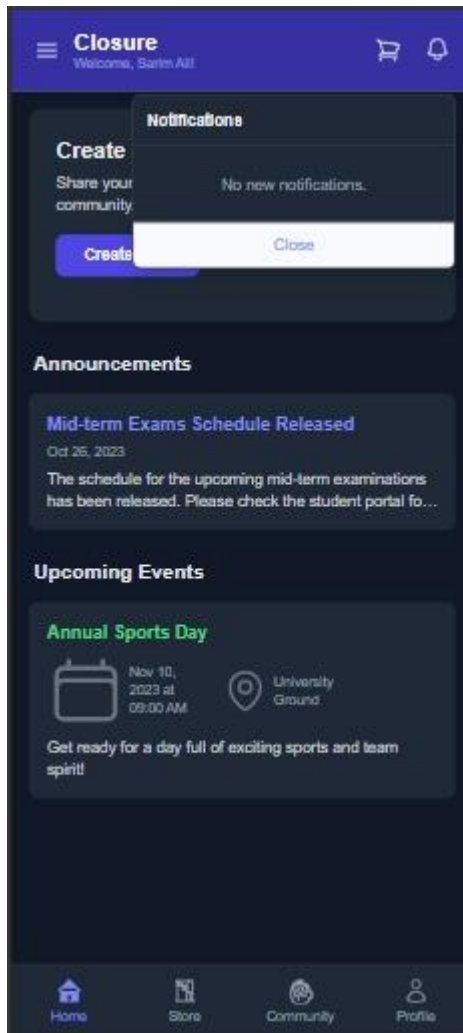 Closure
Welcome, Sarim Ali!
Notifications
No new notifications.
Close
Create
Share your
community
Create
Announcements
Mid-term Exams Schedule Released
Oct 26, 2023
The schedule for the upcoming mid-term examinations
has been released. Please check the student portal fo...
Upcoming Events
Annual Sports Day
Nov 10,
2023 at
09:00 AM
University
Ground
Get ready for a day full of exciting sports and team
spirit!
Home
Store
Community
Profile